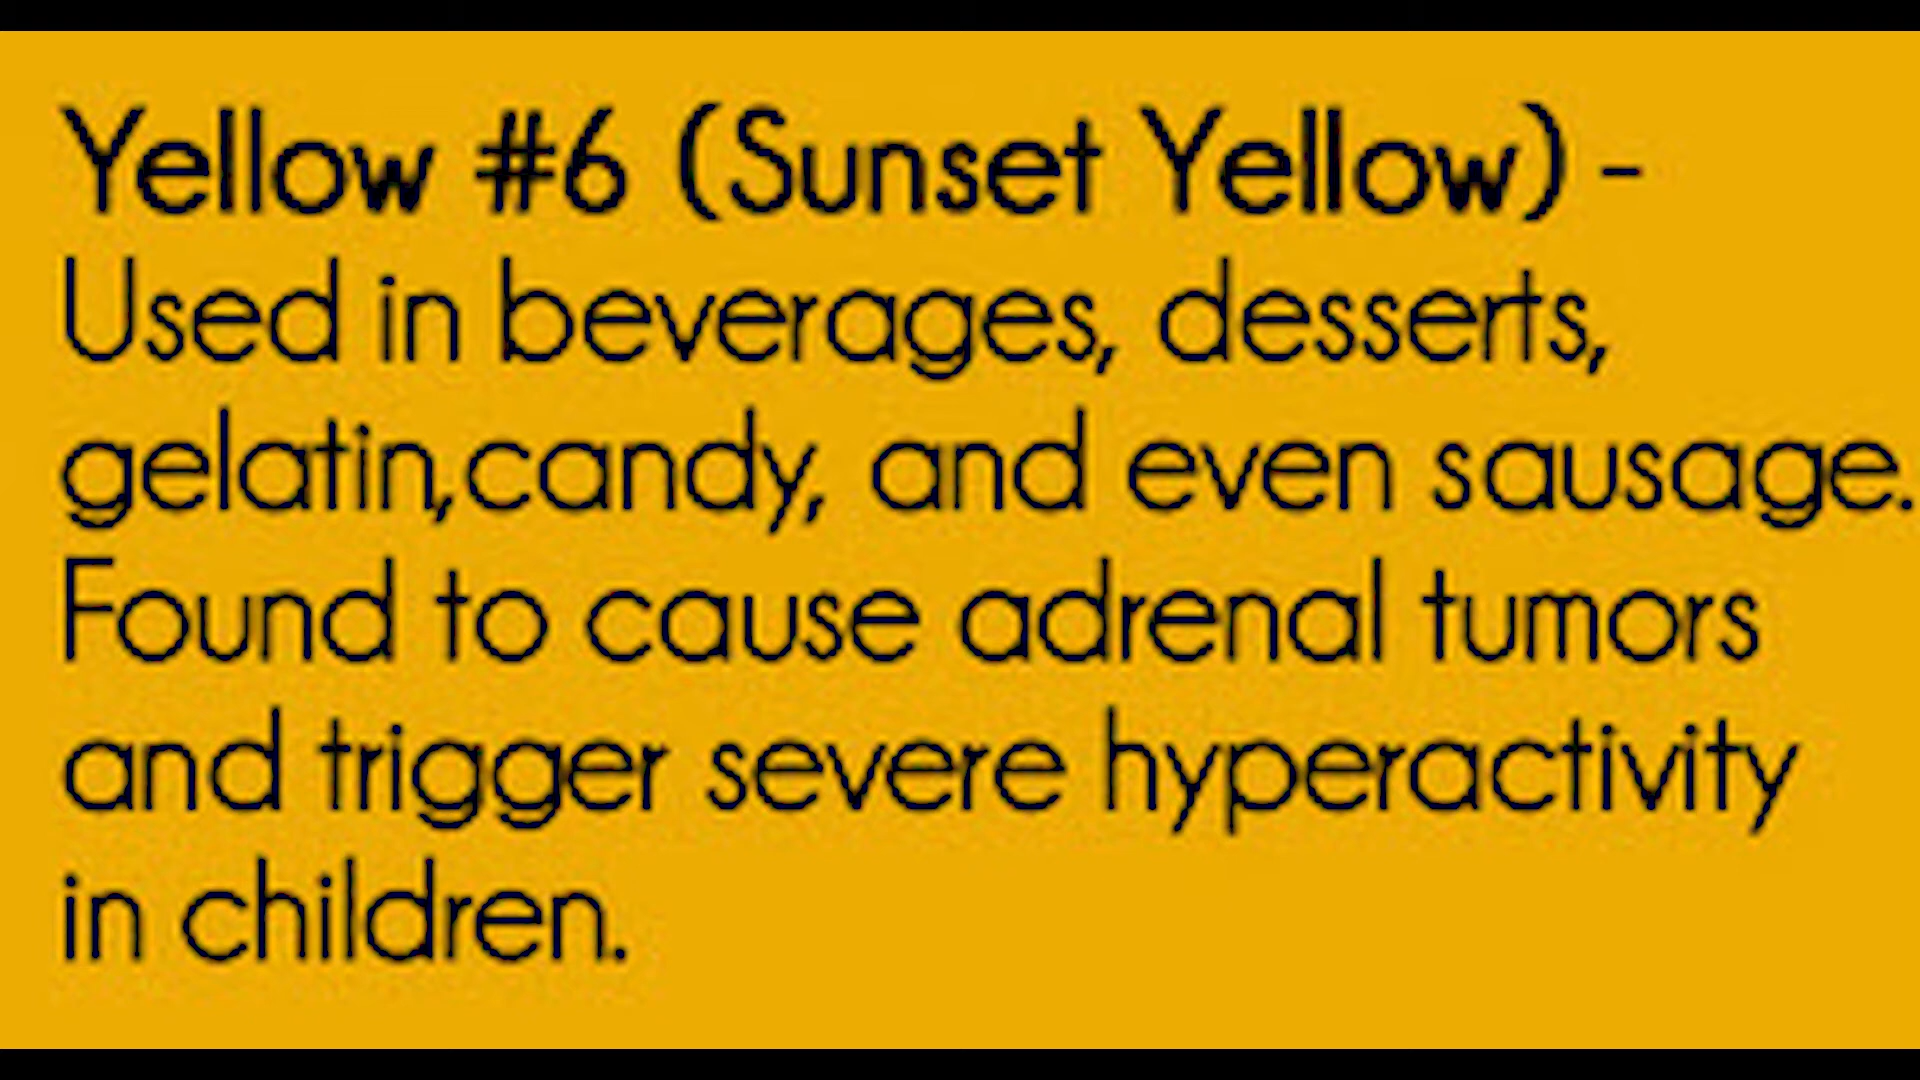 Yellow #6 (Sunset Yellow) -
Used in beverages, desserts,
gelatin,candy, and even sausage.
Found to cause adrenal tumors
and trigger severe hyperactivity
in children.